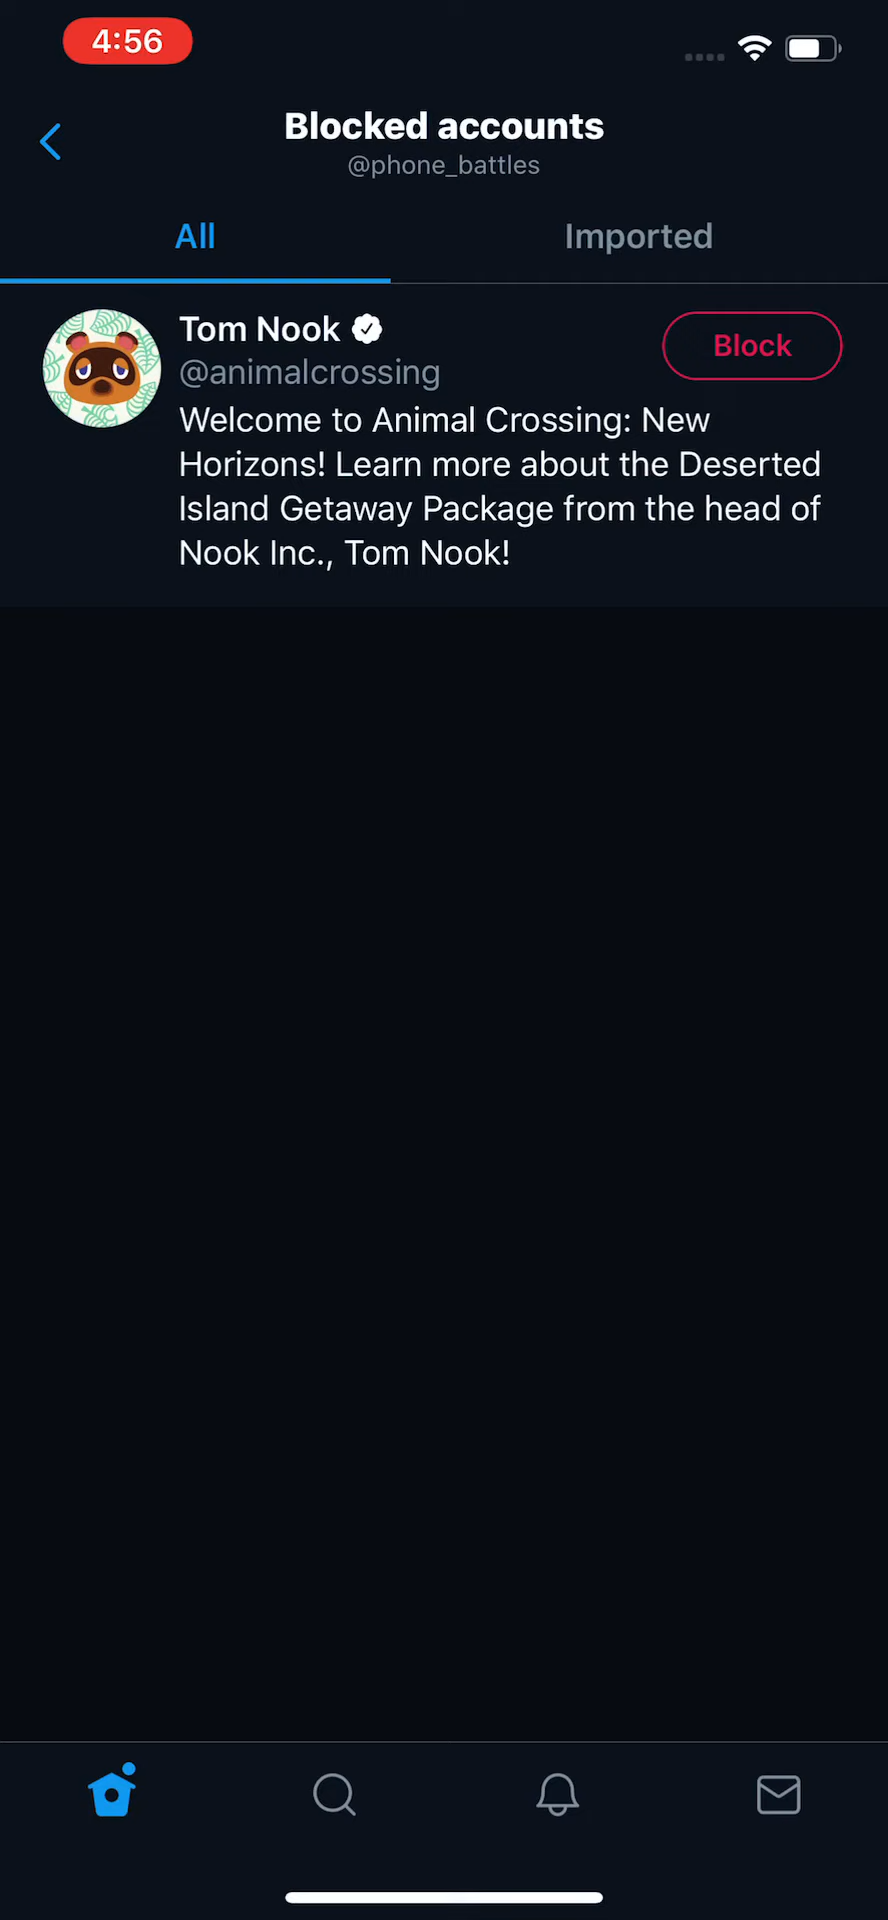 4:56
Blocked accounts
@phone_battles
All
Imported
Tom Nook
Block
@animalcrossing
Welcome to Animal Crossing: New
Horizons! Learn more about the Deserted
Island Getaway Package from the head of
Nook Inc., Tom Nook!